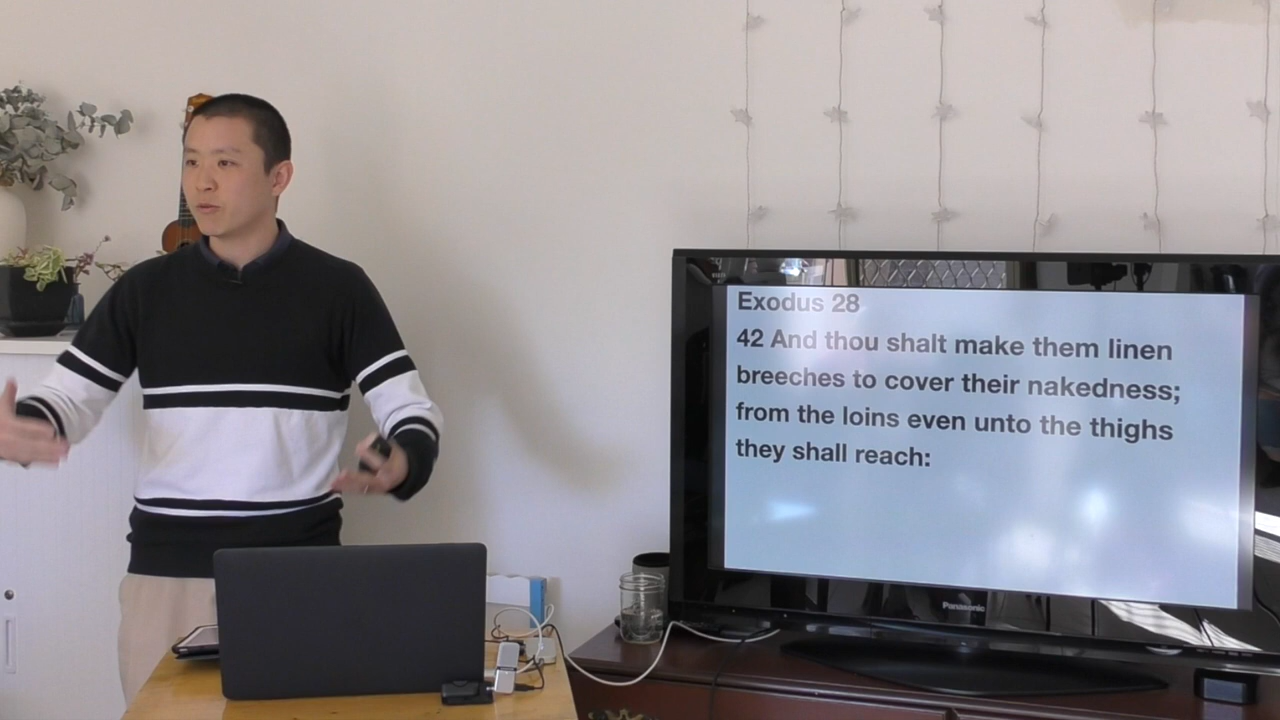 Exodus 28
42 And thou shalt make them linen
breeches to cover their nakedness;
from the loins even unto the thighs
they shall reach:
Panasonic